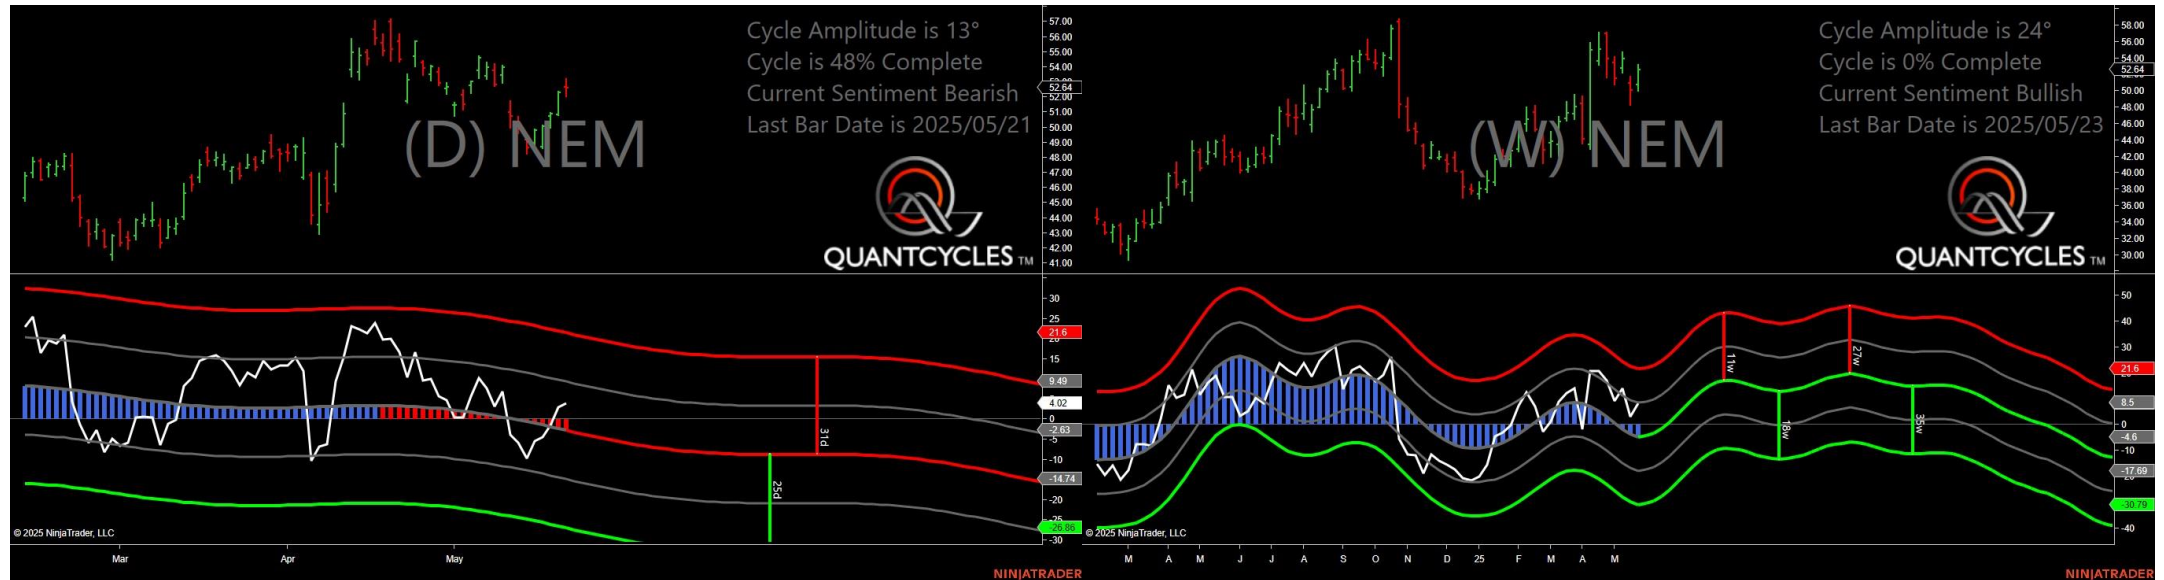 Cycle Amplitude is 13°
Cycle is 48% Complete
Current Sentiment Bearish
Last Bar Date is 2025/05/21
(D) NEM
QUANTCYCLES TM
57.00
56.00
55.00
54.00
52.64
52.00
51.00
50.00
49.00
48.00
47.00
46.00
45.00
44.00
43.00
42.00
41.00
30
21.6
15
9.49
4.02
0
-2.63
-5
-10
-14.74
-20
-26.86
-30
31d
25d
© 2025 NinjaTrader, LLC
Mar
Apr
May
NINJATRADER
Cycle Amplitude is 24°
Cycle is 0% Complete
Current Sentiment Bullish
Last Bar Date is 2025/05/23
(W) NEM
QUANTCYCLES TM
58.00
56.00
54.00
52.64
50.00
48.00
46.00
44.00
42.00
40.00
38.00
36.00
34.00
32.00
30.00
50
40
30
21.6
8.5
0
-4.6
-10
-17.69
-30.79
-40
11w
18w
27w
35w
© 2025 NinjaTrader, LLC
M A M J J A S O N D 25 F M A M
NINJATRADER